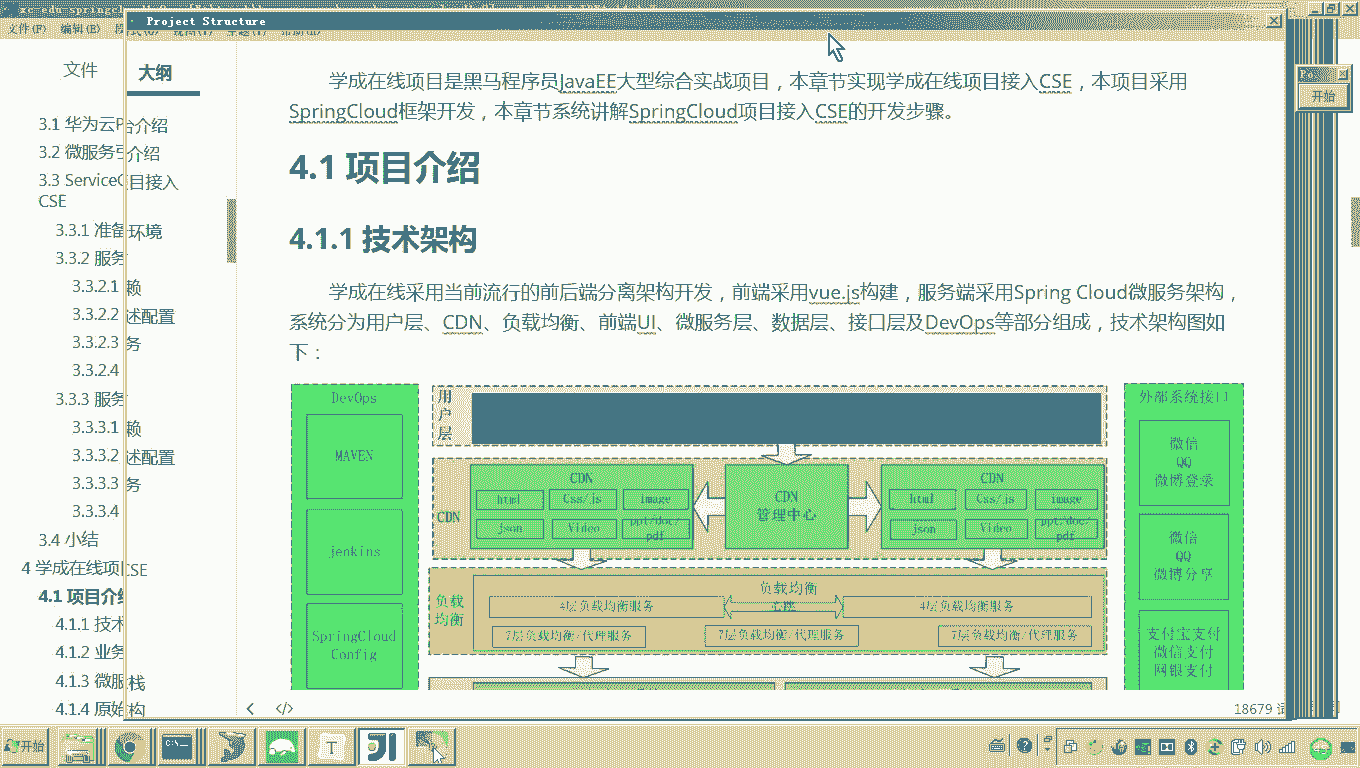 Project Structure
文件(F) 编辑(E)
文件
大纲
开始
3.1 华为云P 台介绍
3.2 微服务引 介绍
3.3 ServiceC 项目接入
CSE
3.3.1 准备 环境
3.3.2 服务
3.3.2.1 赖
3.3.2.2 述配置
3.3.2.3 务
3.3.2.4
3.3.3 服务
3.3.3.1 赖
3.3.3.2 述配置
3.3.3.3 务
3.3.3.4
3.4 小结
4 学成在线项 CSE
4.1 项目介绍
4.1.1 技术
4.1.2 业务
4.1.3 微服 栈
4.1.4 原始 构
学成在线项目是黑马程序员JavaEE大型综合实战项目，本章节实现学成在线项目接入CSE，本项目采用
SpringCloud框架开发，本章节系统讲解SpringCloud项目接入CSE的开发步骤。
4.1 项目介绍
4.1.1 技术架构
学成在线采用当前流行的前后端分离架构开发，前端采用vue.js构建，服务端采用Spring Cloud微服务架构，
系统分为用户层、CDN、负载均衡、前端UI、微服务层、数据层、接口层及DevOps等部分组成，技术架构图如
下：
DevOps
MAVEN
jenkins
SpringCloud
Config
用户层
CDN
CDN
html Css/js Image
json Video ppt/doc/pdf
CDN
管理中心
CDN
html Css/js image
json Video ppt/doc/pdf
负载
均衡
负载均衡
4层负载均衡服务 心跳 4层负载均衡服务
7层负载均衡/代理服务 7层负载均衡/代理服务 7层负载均衡/代理服务
外部系统接口
微信
QQ
微博登录
微信
QQ
微博分享
支付宝支付
微信支付
网银支付
18679 词
开始